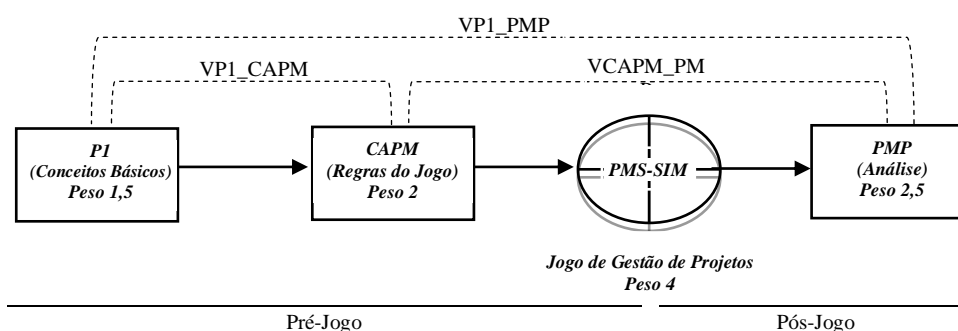 VP1_PMP
VP1_CAPM
VCAPM_PM
P1
(Conceitos Básicos)
Peso 1,5
CAPM
(Regras do Jogo)
Peso 2
PMS-SIM
PMP
(Análise)
Peso 2,5
Jogo de Gestão de Projetos
Peso 4
Pré-Jogo
Pós-Jogo